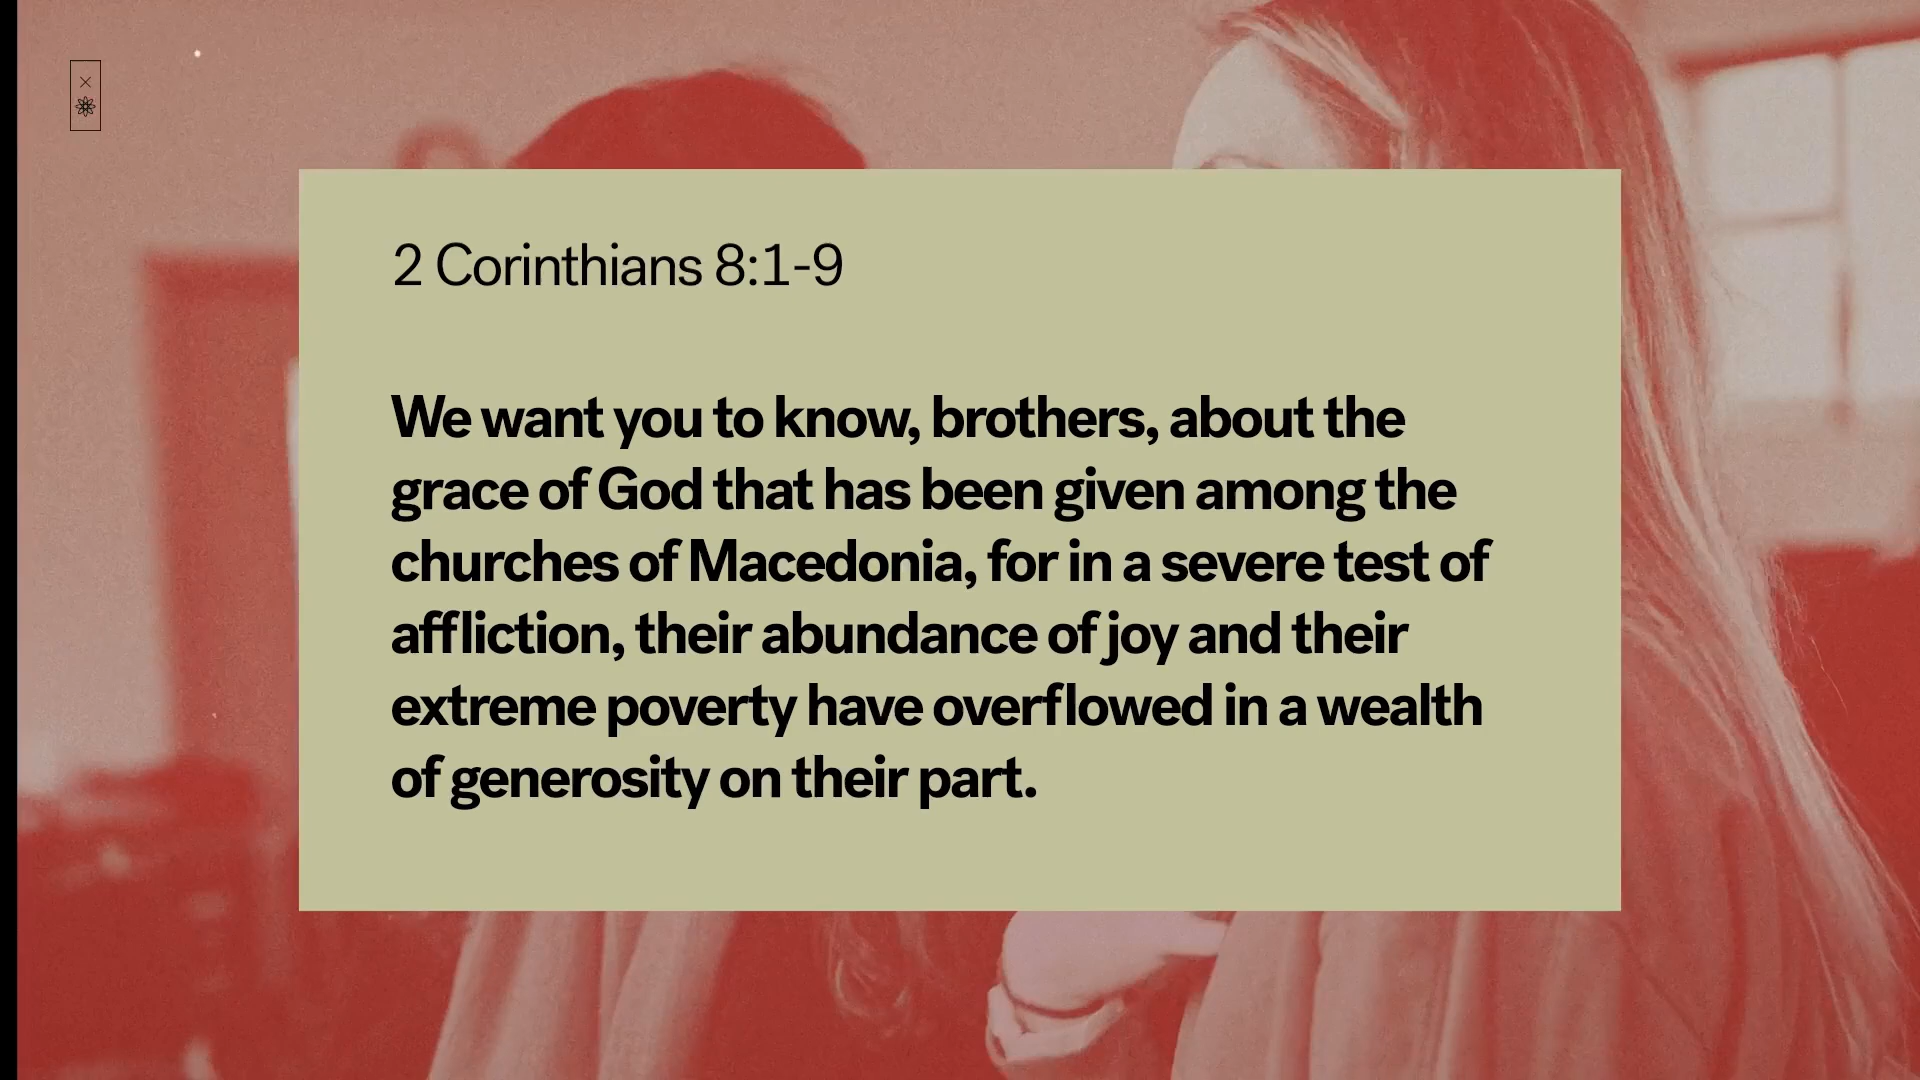 2 Corinthians 8:1-9
We want you to know, brothers, about the
grace of God that has been given among the
churches of Macedonia, for in a severe test of
affliction, their abundance of joy and their
extreme poverty have overflowed in a wealth
of generosity on their part.